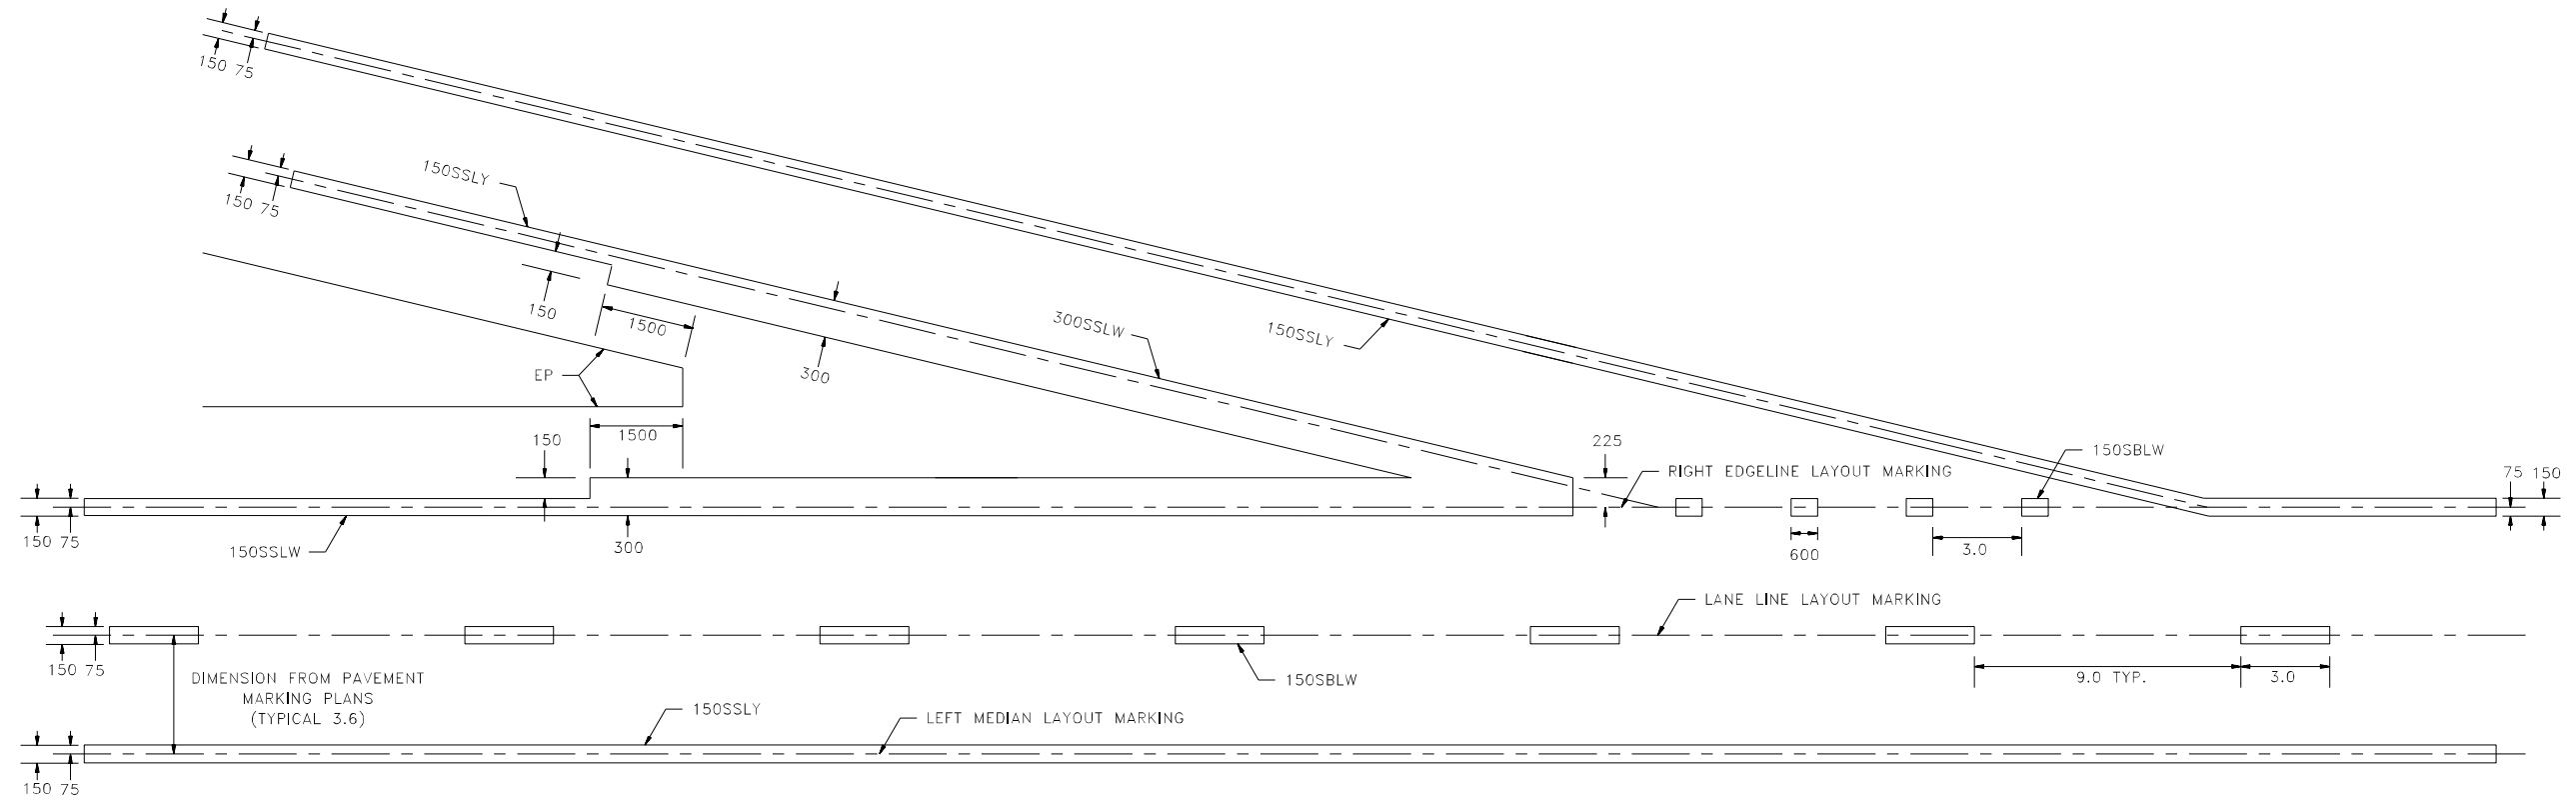 150 75
150SSLY
150 75
150
1500
300SSLW
150SSLY
300
EP
150
1500
225
RIGHT EDGELINE LAYOUT MARKING
150SBLW
75 150
150 75
150SSLW
300
600
3.0
LANE LINE LAYOUT MARKING
150 75
DIMENSION FROM PAVEMENT
MARKING PLANS
(TYPICAL 3.6)
150SBLW
9.0 TYP.
3.0
150SSLY
LEFT MEDIAN LAYOUT MARKING
150 75